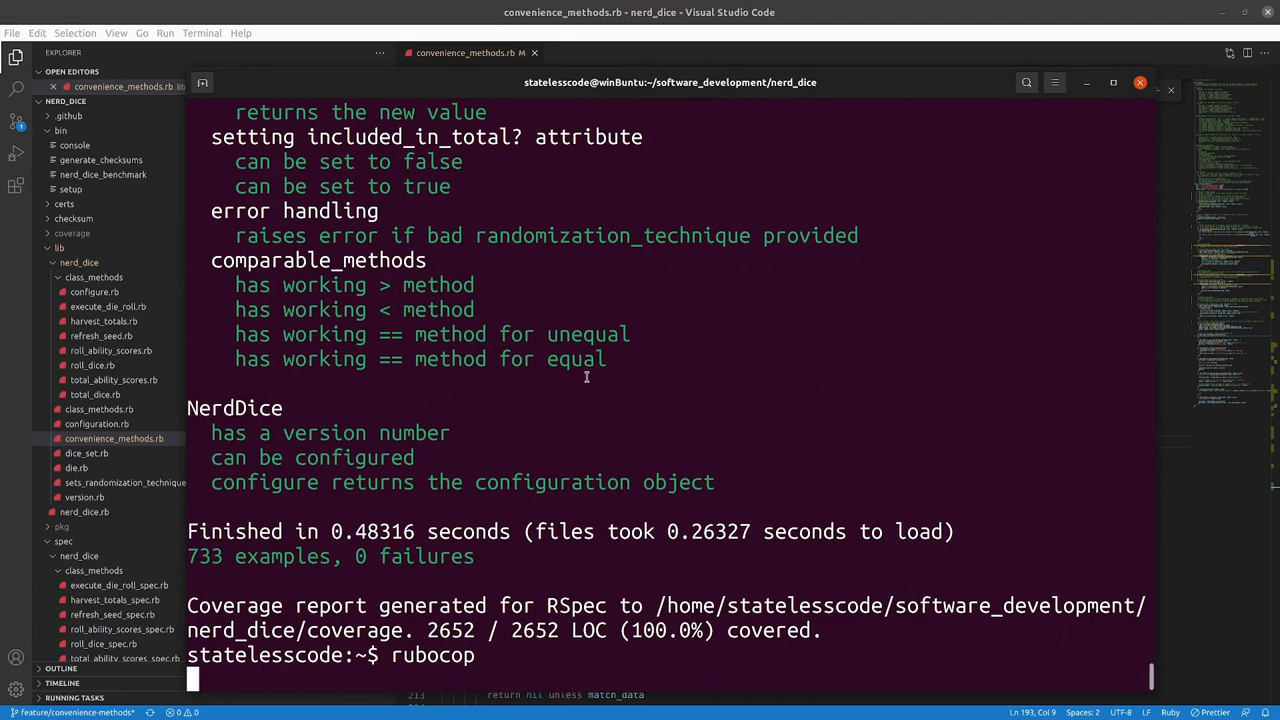 convenience_methods.rb - nerd_dice - Visual Studio Code
File Edit Selection View Go Run Terminal Help
EXPLORER
convenience_methods.rb M
OPEN EDITORS
convenience_methods.rb lib
NERD_DICE
.github
bin
console
generate_checksums
nerd_dice_benchmark
setup
certs
checksum
coverage
lib
nerd_dice
class_methods
configure.rb
execute_die_roll.rb
harvest_totals.rb
refresh_seed.rb
roll_ability_scores.rb
roll_dice.rb
total_ability_scores.rb
total_dice.rb
class_methods.rb
configuration.rb
convenience_methods.rb
dice_set.rb
die.rb
sets_randomization_technique
version.rb
nerd_dice.rb
pkg
spec
nerd_dice
class_methods
execute_die_roll_spec.rb
harvest_totals_spec.rb
refresh_seed_spec.rb
roll_ability_scores_spec.rb
roll_dice_spec.rb
total_ability_scores_spec.rb
OUTLINE
TIMELINE
RUNNING TASKS
statelesscode@winBuntu:~/software_development/nerd_dice
returns the new value
setting included_in_total? attribute
can be set to false
can be set to true
error handling
raises error if bad randomization_technique provided
comparable_methods
has working > method
has working < method
has working == method for unequal
has working == method for equal
NerdDice
has a version number
can be configured
configure returns the configuration object
Finished in 0.48316 seconds (files took 0.26327 seconds to load)
733 examples, 0 failures
Coverage report generated for RSpec to /home/statelesscode/software_development/
nerd_dice/coverage. 2652 / 2652 LOC (100.0%) covered.
statelesscode:~$ rubocop
213 return nil unless match_data
feature/convenience-methods* 0 0 Ln 193, Col 9 Spaces: 2 UTF-8 LF Ruby Prettier